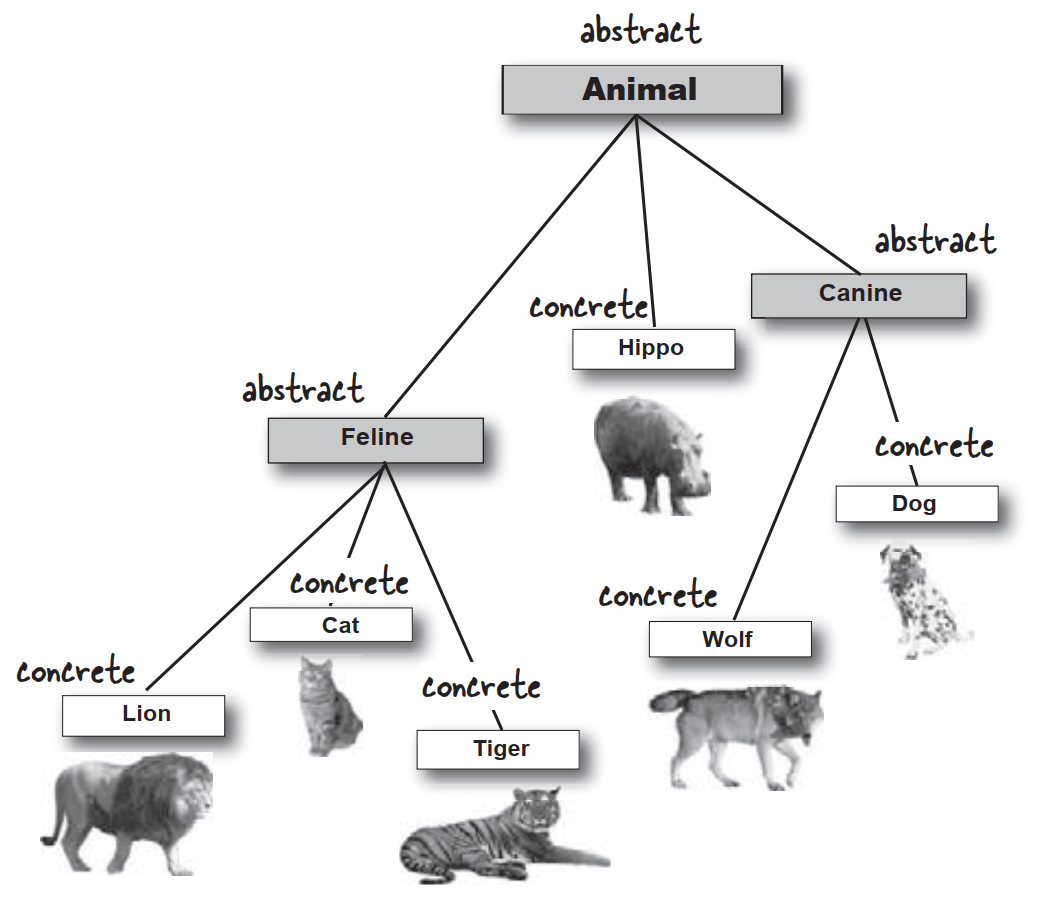 abstract
Animal
abstract
Canine
concrete
Hippo
abstract
Feline
concrete
Dog
concrete
Cat
concrete
Wolf
concrete
Lion
concrete
Tiger